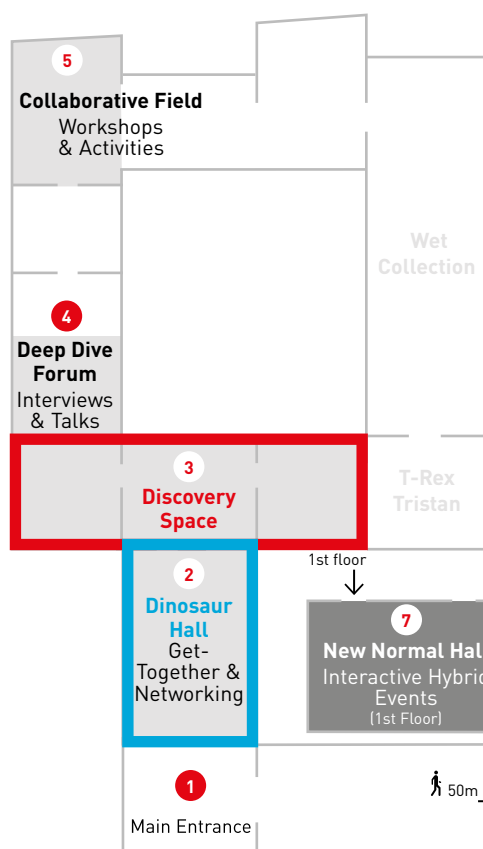 5
Collaborative Field
Workshops
& Activities
Wet
Collection
4
Deep Dive
Forum
Interviews
& Talks
3
Discovery
Space
T-Rex
Tristan
2
Dinosaur
Hall
Get-
Together &
Networking
1st floor
7
New Normal Hal
Interactive Hybrid
Events
(1st Floor)
1
Main Entrance
50m